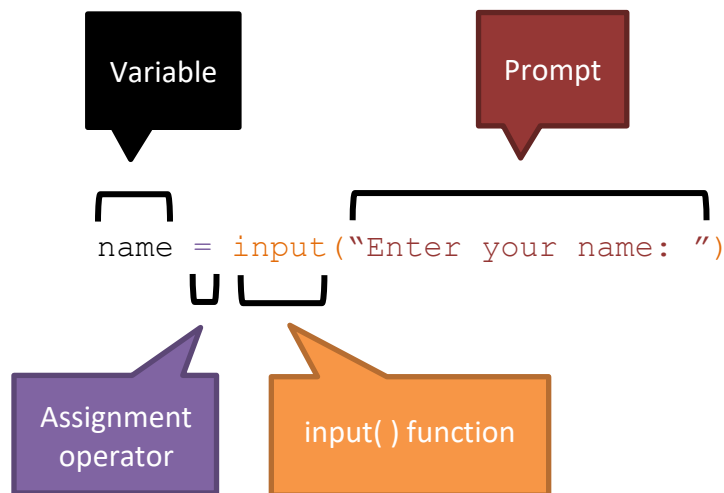 Variable
Prompt
name = input(“Enter your name: ”)
Assignment
operator
input( ) function